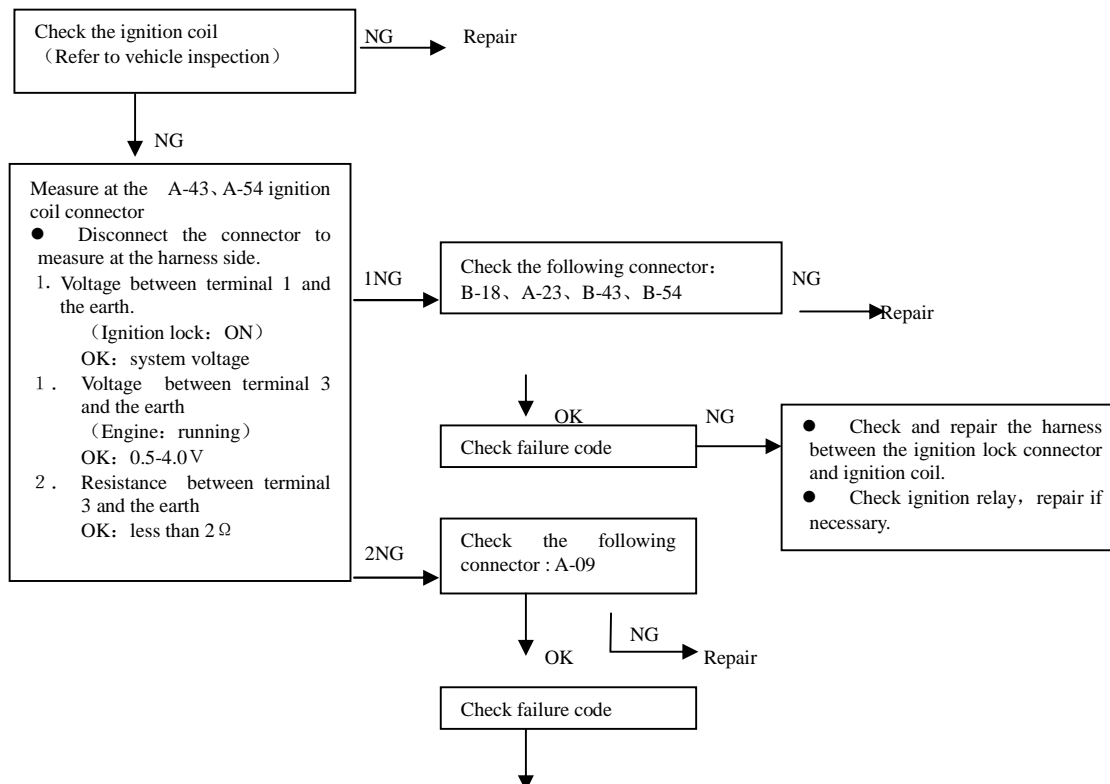 Check the ignition coil
（Refer to vehicle inspection）
NG
Repair
NG
Measure at the A-43、A-54 ignition
coil connector
● Disconnect the connector to
measure at the harness side.
1. Voltage between terminal 1 and
the earth.
（Ignition lock：ON）
OK：system voltage
1. Voltage between terminal 3
and the earth
（Engine：running）
OK：0.5-4.0V
2. Resistance between terminal
3 and the earth
OK：less than 2Ω
1NG
Check the following connector：
B-18、A-23、B-43、B-54
NG
Repair
OK
Check failure code
NG
● Check and repair the harness
between the ignition lock connector
and ignition coil.
● Check ignition relay，repair if
necessary.
2NG
Check the following
connector : A-09
NG
Repair
OK
Check failure code